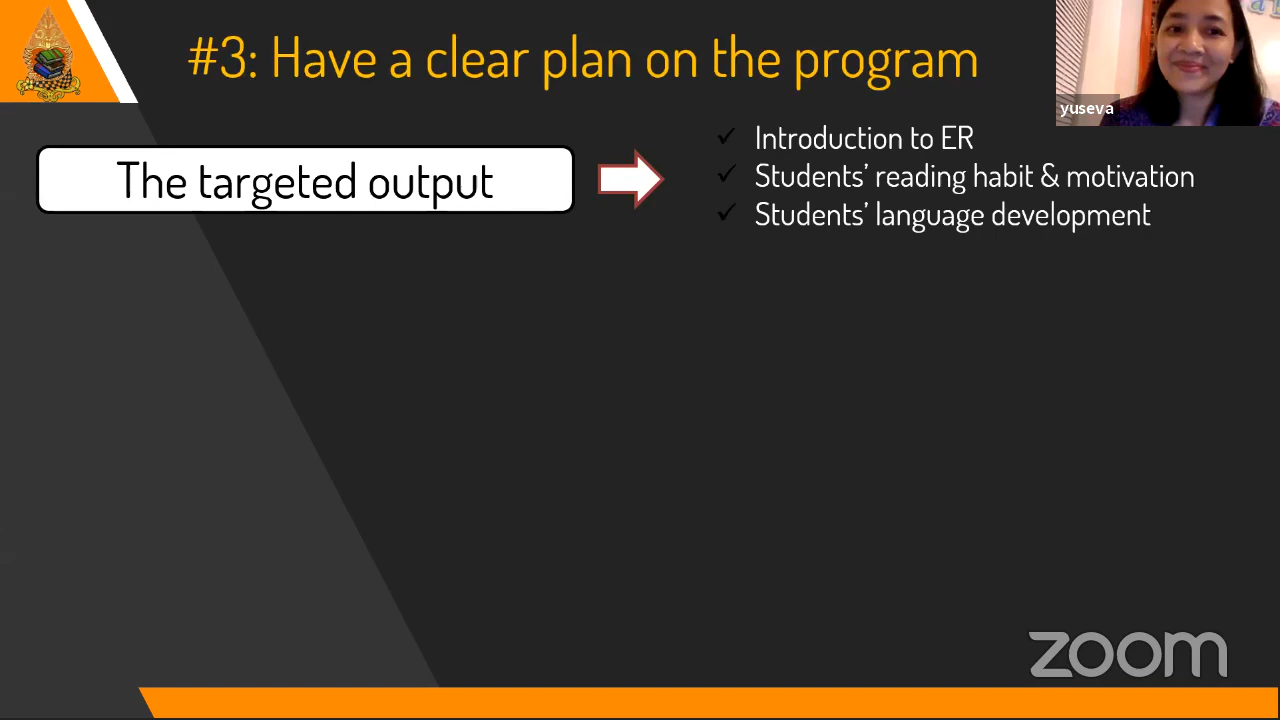 #3: Have a clear plan on the program
yuseva
The targeted output
Introduction to ER
Students’ reading habit & motivation
Students’ language development
zoom